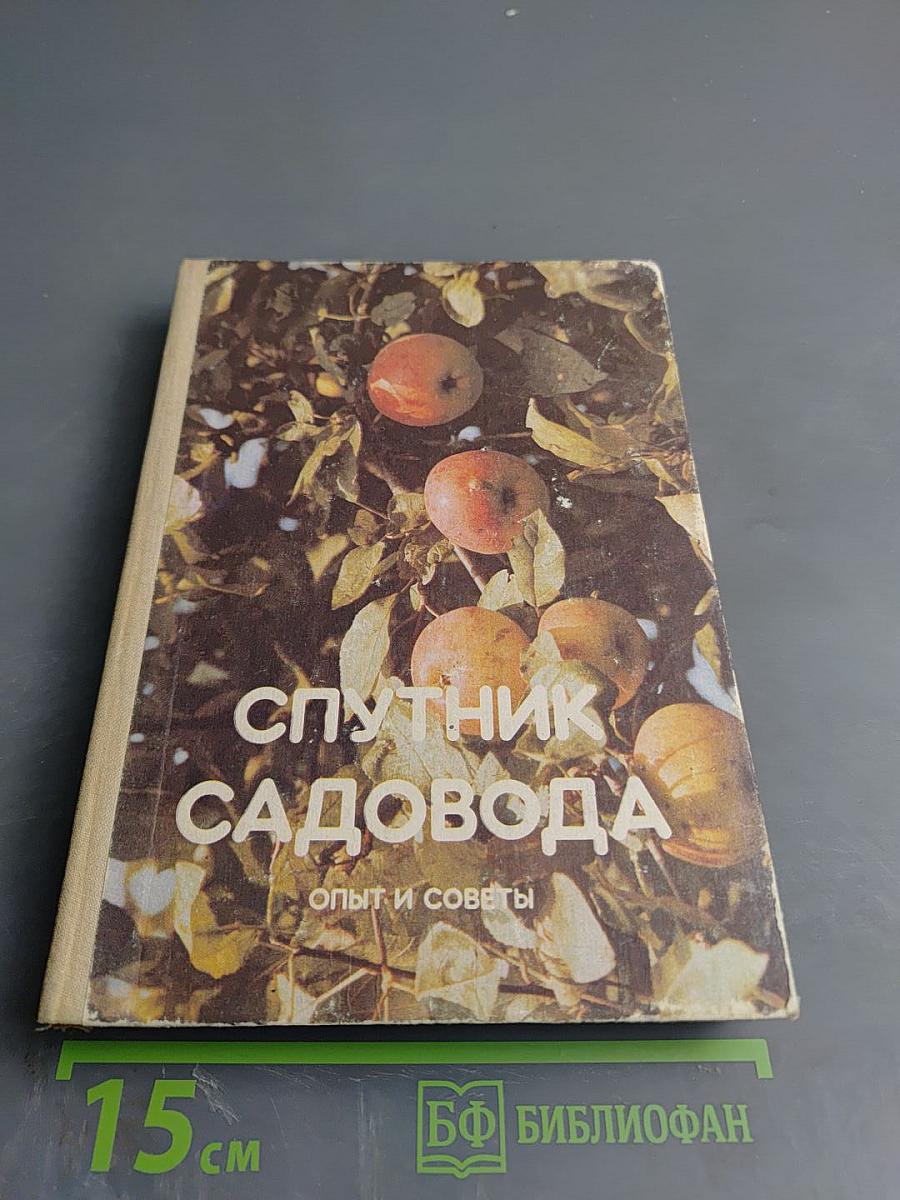 СПУТНИК
САДОВОДА
ОПЫТ И СОВЕТЫ
15 см
БФ БИБЛИОФАН